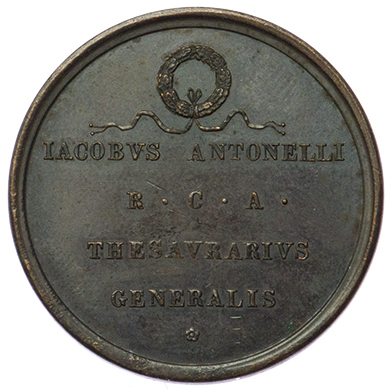 IACOBVS ANTONELLI
R · C · A ·
THESAVRARIVS
GENERALIS